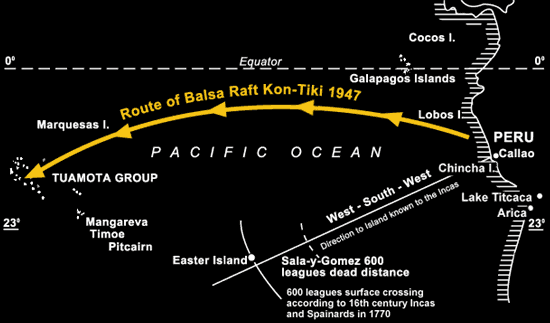 Cocos I.
0°
Equator
0°
Galapagos Islands
Route of Balsa Raft Kon-Tiki 1947
Lobos I.
Marquesas I.
PERU
PACIFIC OCEAN
Callao
Chincha I.
TUAMOTA GROUP
West - South - West
Lake Titcaca
Direction to Island known to the Incas
Arica
Mangareva
Timoe
Pitcairn
23°
23°
Easter Island
Sala-y-Gomez 600
leagues dead distance
600 leagues surface crossing
according to 16th century Incas
and Spainards in 1770